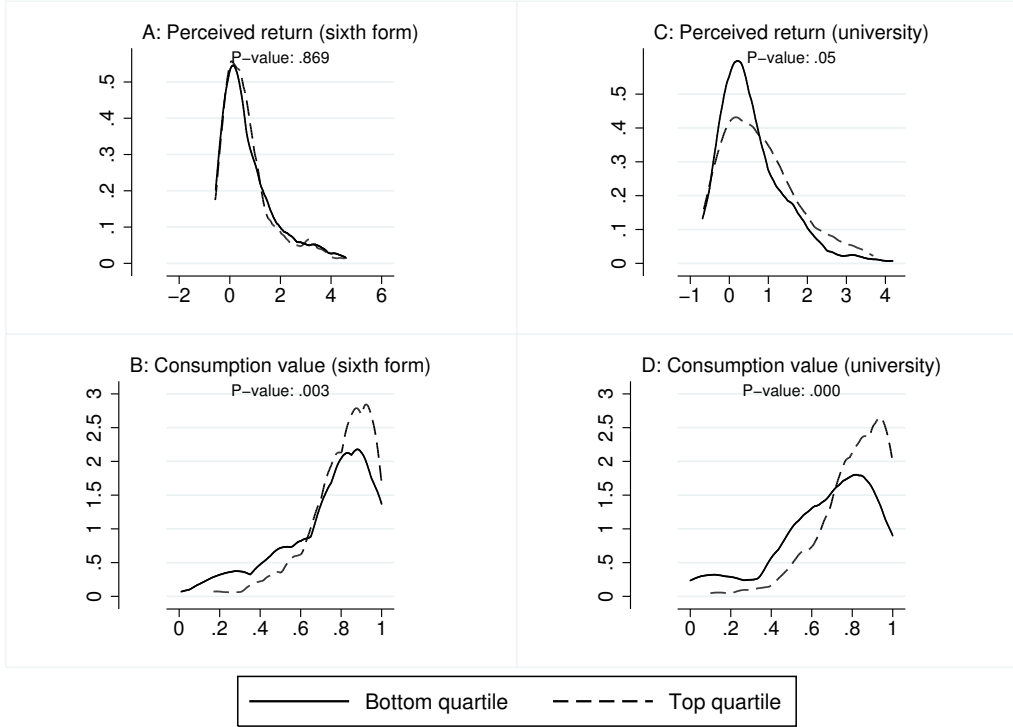 A: Perceived return (sixth form)
P−value: .869
0 .1 .2 .3 .4 .5
−2 0 2 4 6
C: Perceived return (university)
P−value: .05
0 .1 .2 .3 .4 .5
−1 0 1 2 3 4
B: Consumption value (sixth form)
P−value: .003
0 .5 1 1.5 2 2.5 3
0 .2 .4 .6 .8 1
D: Consumption value (university)
P−value: .000
0 .5 1 1.5 2 2.5 3
0 .2 .4 .6 .8 1
Bottom quartile Top quartile